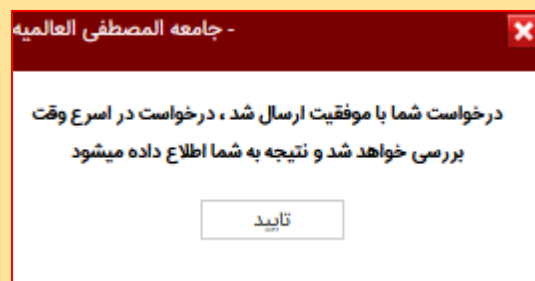 - جامعه المصطفی العالمیه
درخواست شما با موفقیت ارسال شد ، درخواست در اسرع وقت
بررسی خواهد شد و نتیجه به شما اطلاع داده میشود
تایید